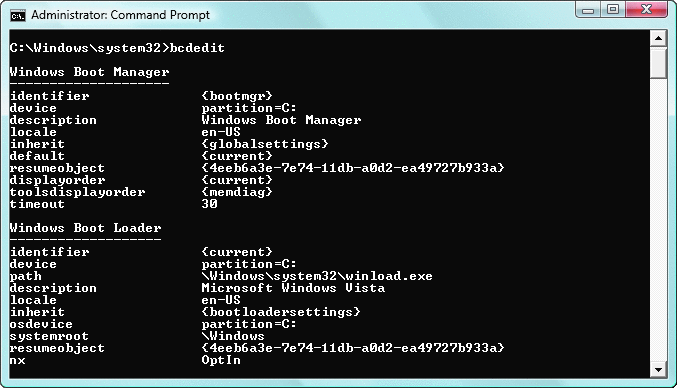 Administrator: Command Prompt
C:\Windows\system32>bcdedit
Windows Boot Manager
--------------------
identifier {bootmgr}
device partition=C:
description Windows Boot Manager
locale en-US
inherit {globalsettings}
default {current}
resumeobject {4eeb6a3e-7e74-11db-a0d2-ea49727b933a}
displayorder {current}
toolsdisplayorder {memdiag}
timeout 30
Windows Boot Loader
-------------------
identifier {current}
device partition=C:
path \Windows\system32\winload.exe
description Microsoft Windows Vista
locale en-US
inherit {bootloadersettings}
osdevice partition=C:
systemroot \Windows
resumeobject {4eeb6a3e-7e74-11db-a0d2-ea49727b933a}
nx OptIn